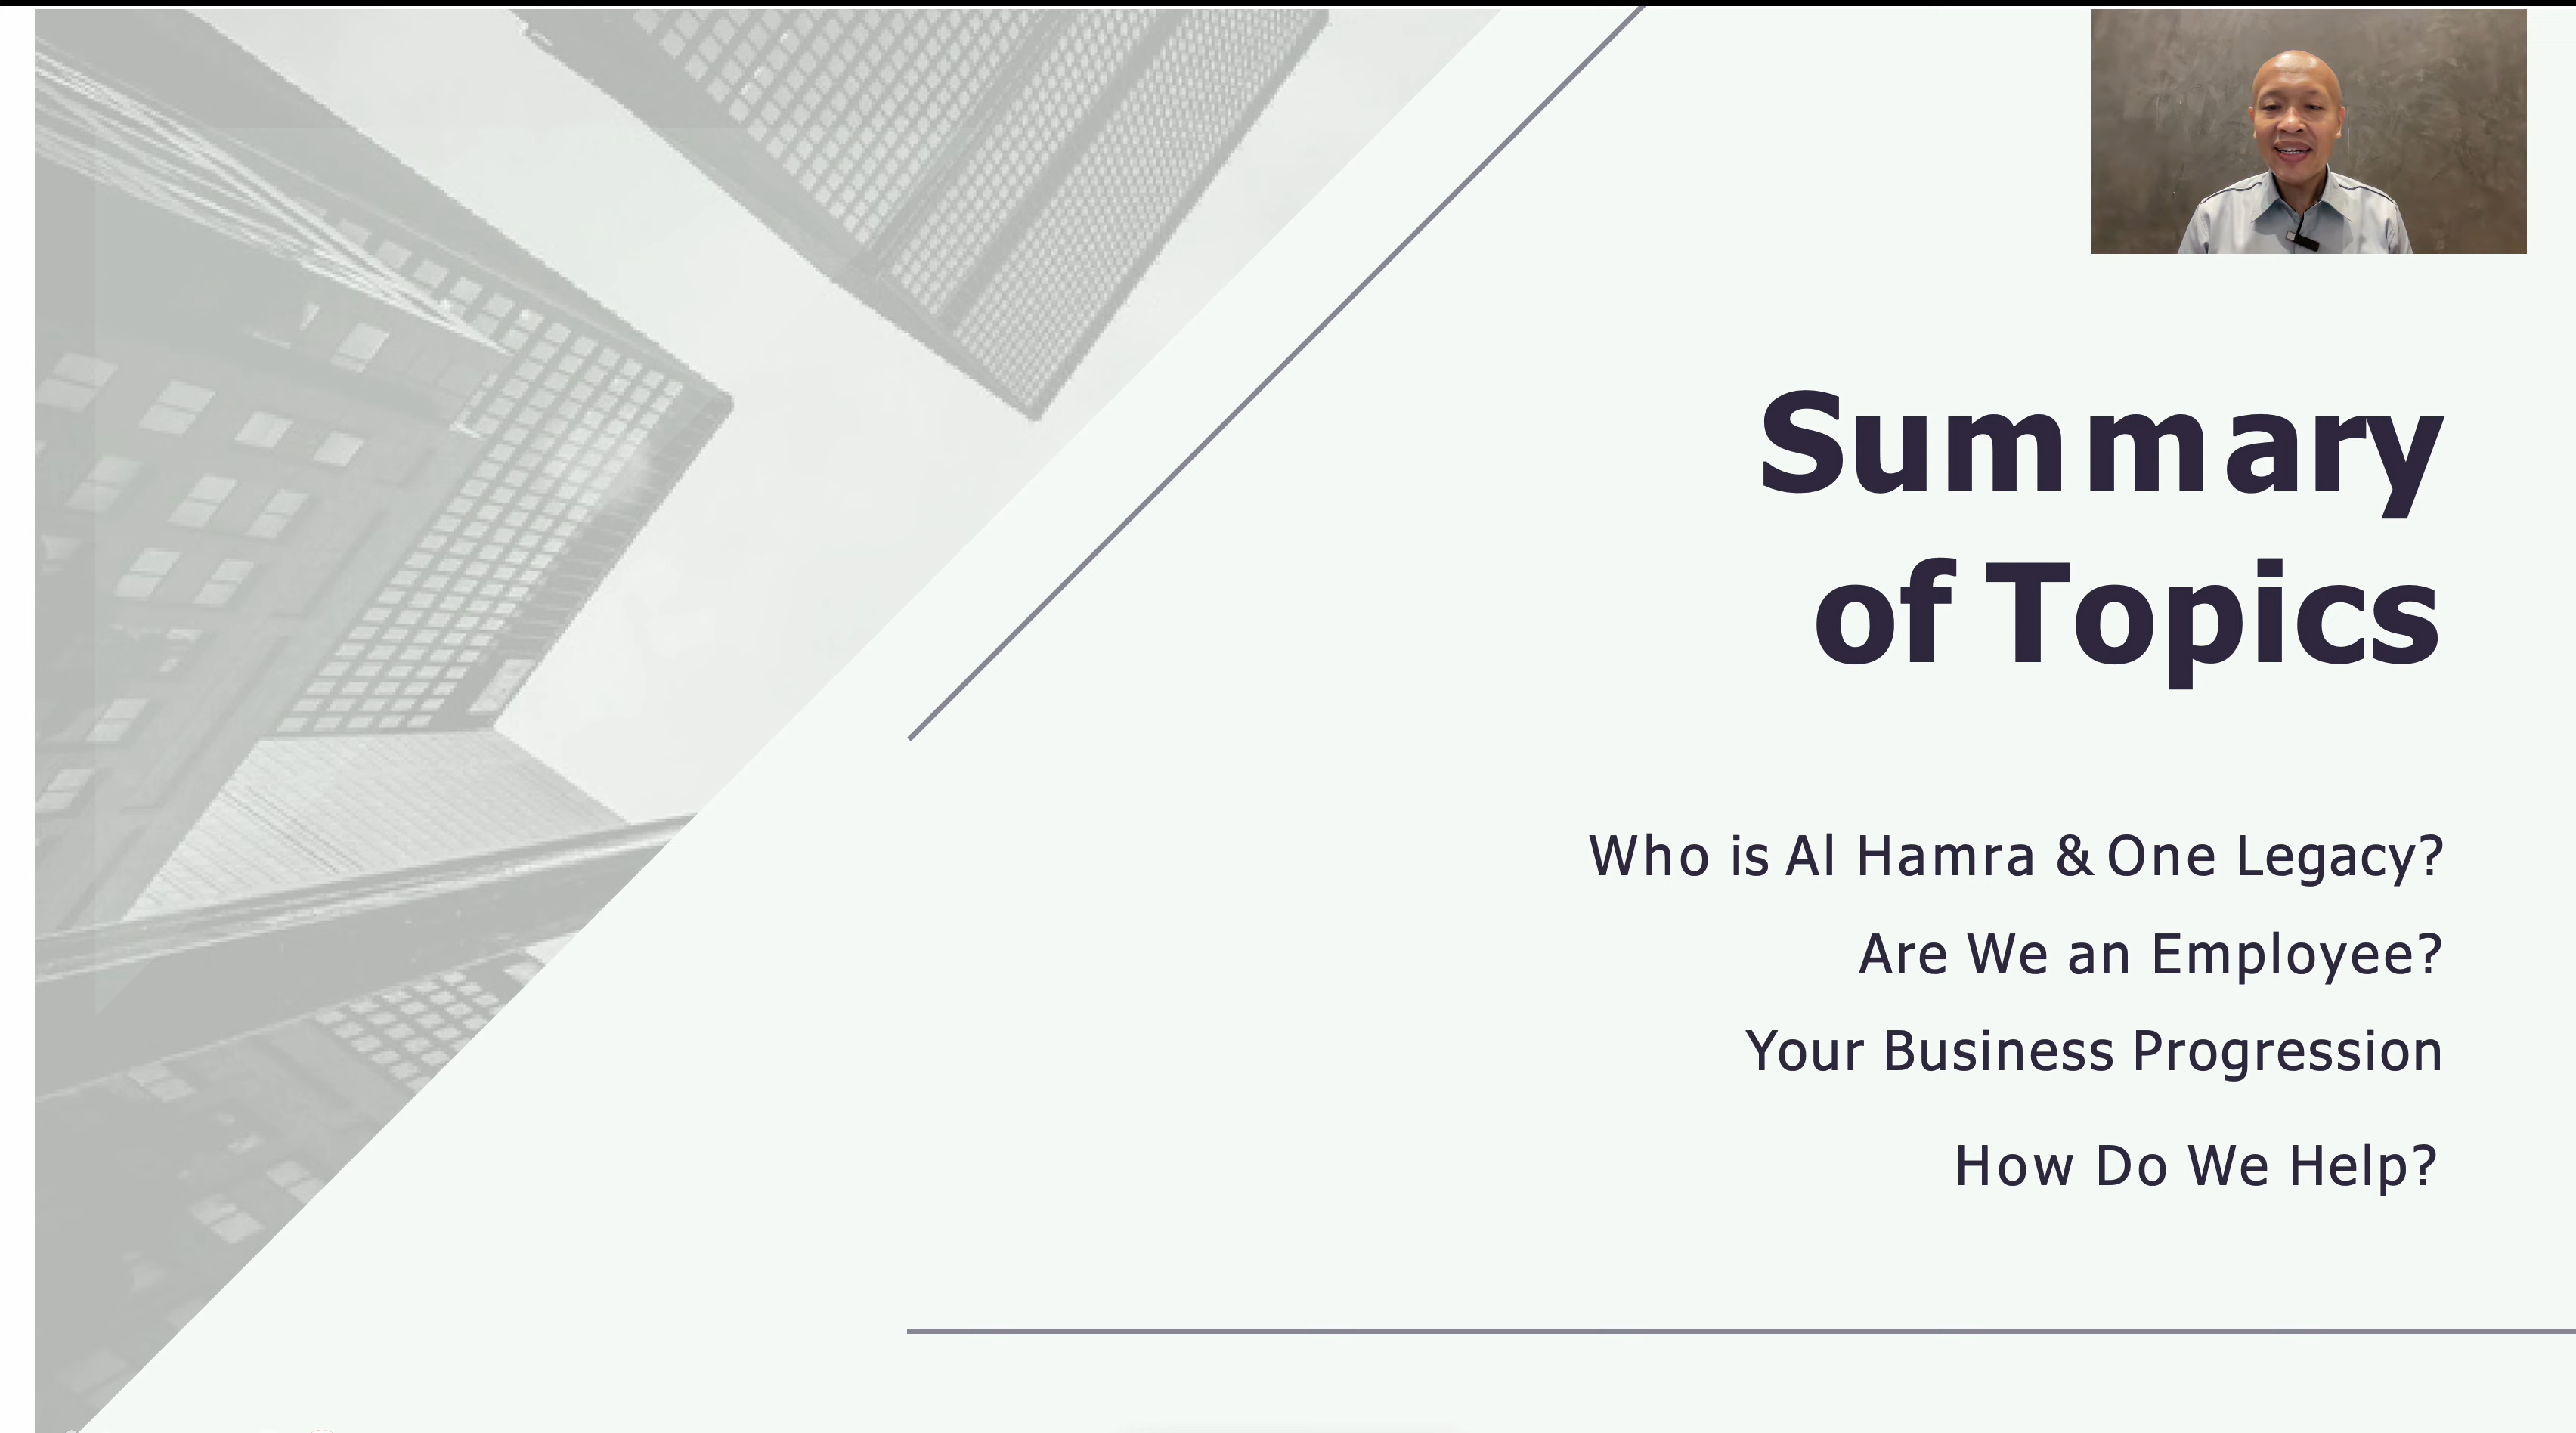 Summary
of Topics
Who is Al Hamra & One Legacy?
Are We an Employee?
Your Business Progression
How Do We Help?